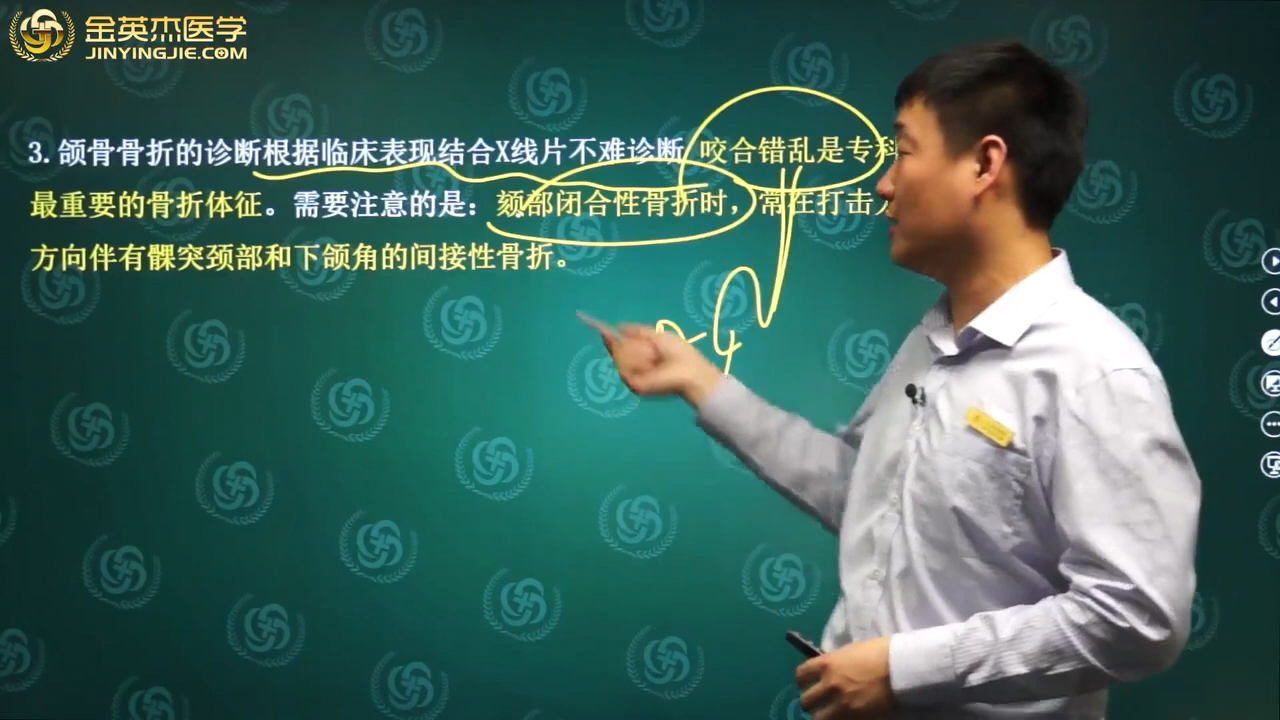 金英杰医学
JINYINGJIE.COM
3.颌骨骨折的诊断根据临床表现结合X线片不难诊断 咬合错乱是专科
最重要的骨折体征。需要注意的是：颏部闭合性骨折时，常在打击
方向伴有髁突颈部和下颌角的间接性骨折。